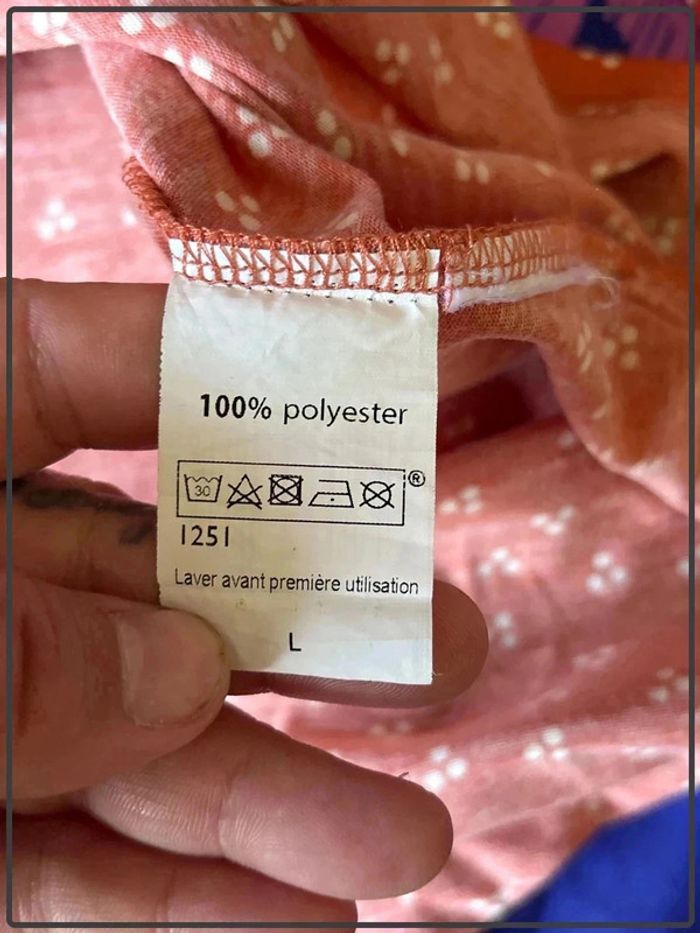 100% polyester
30
®
1251
Laver avant première utilisation
L